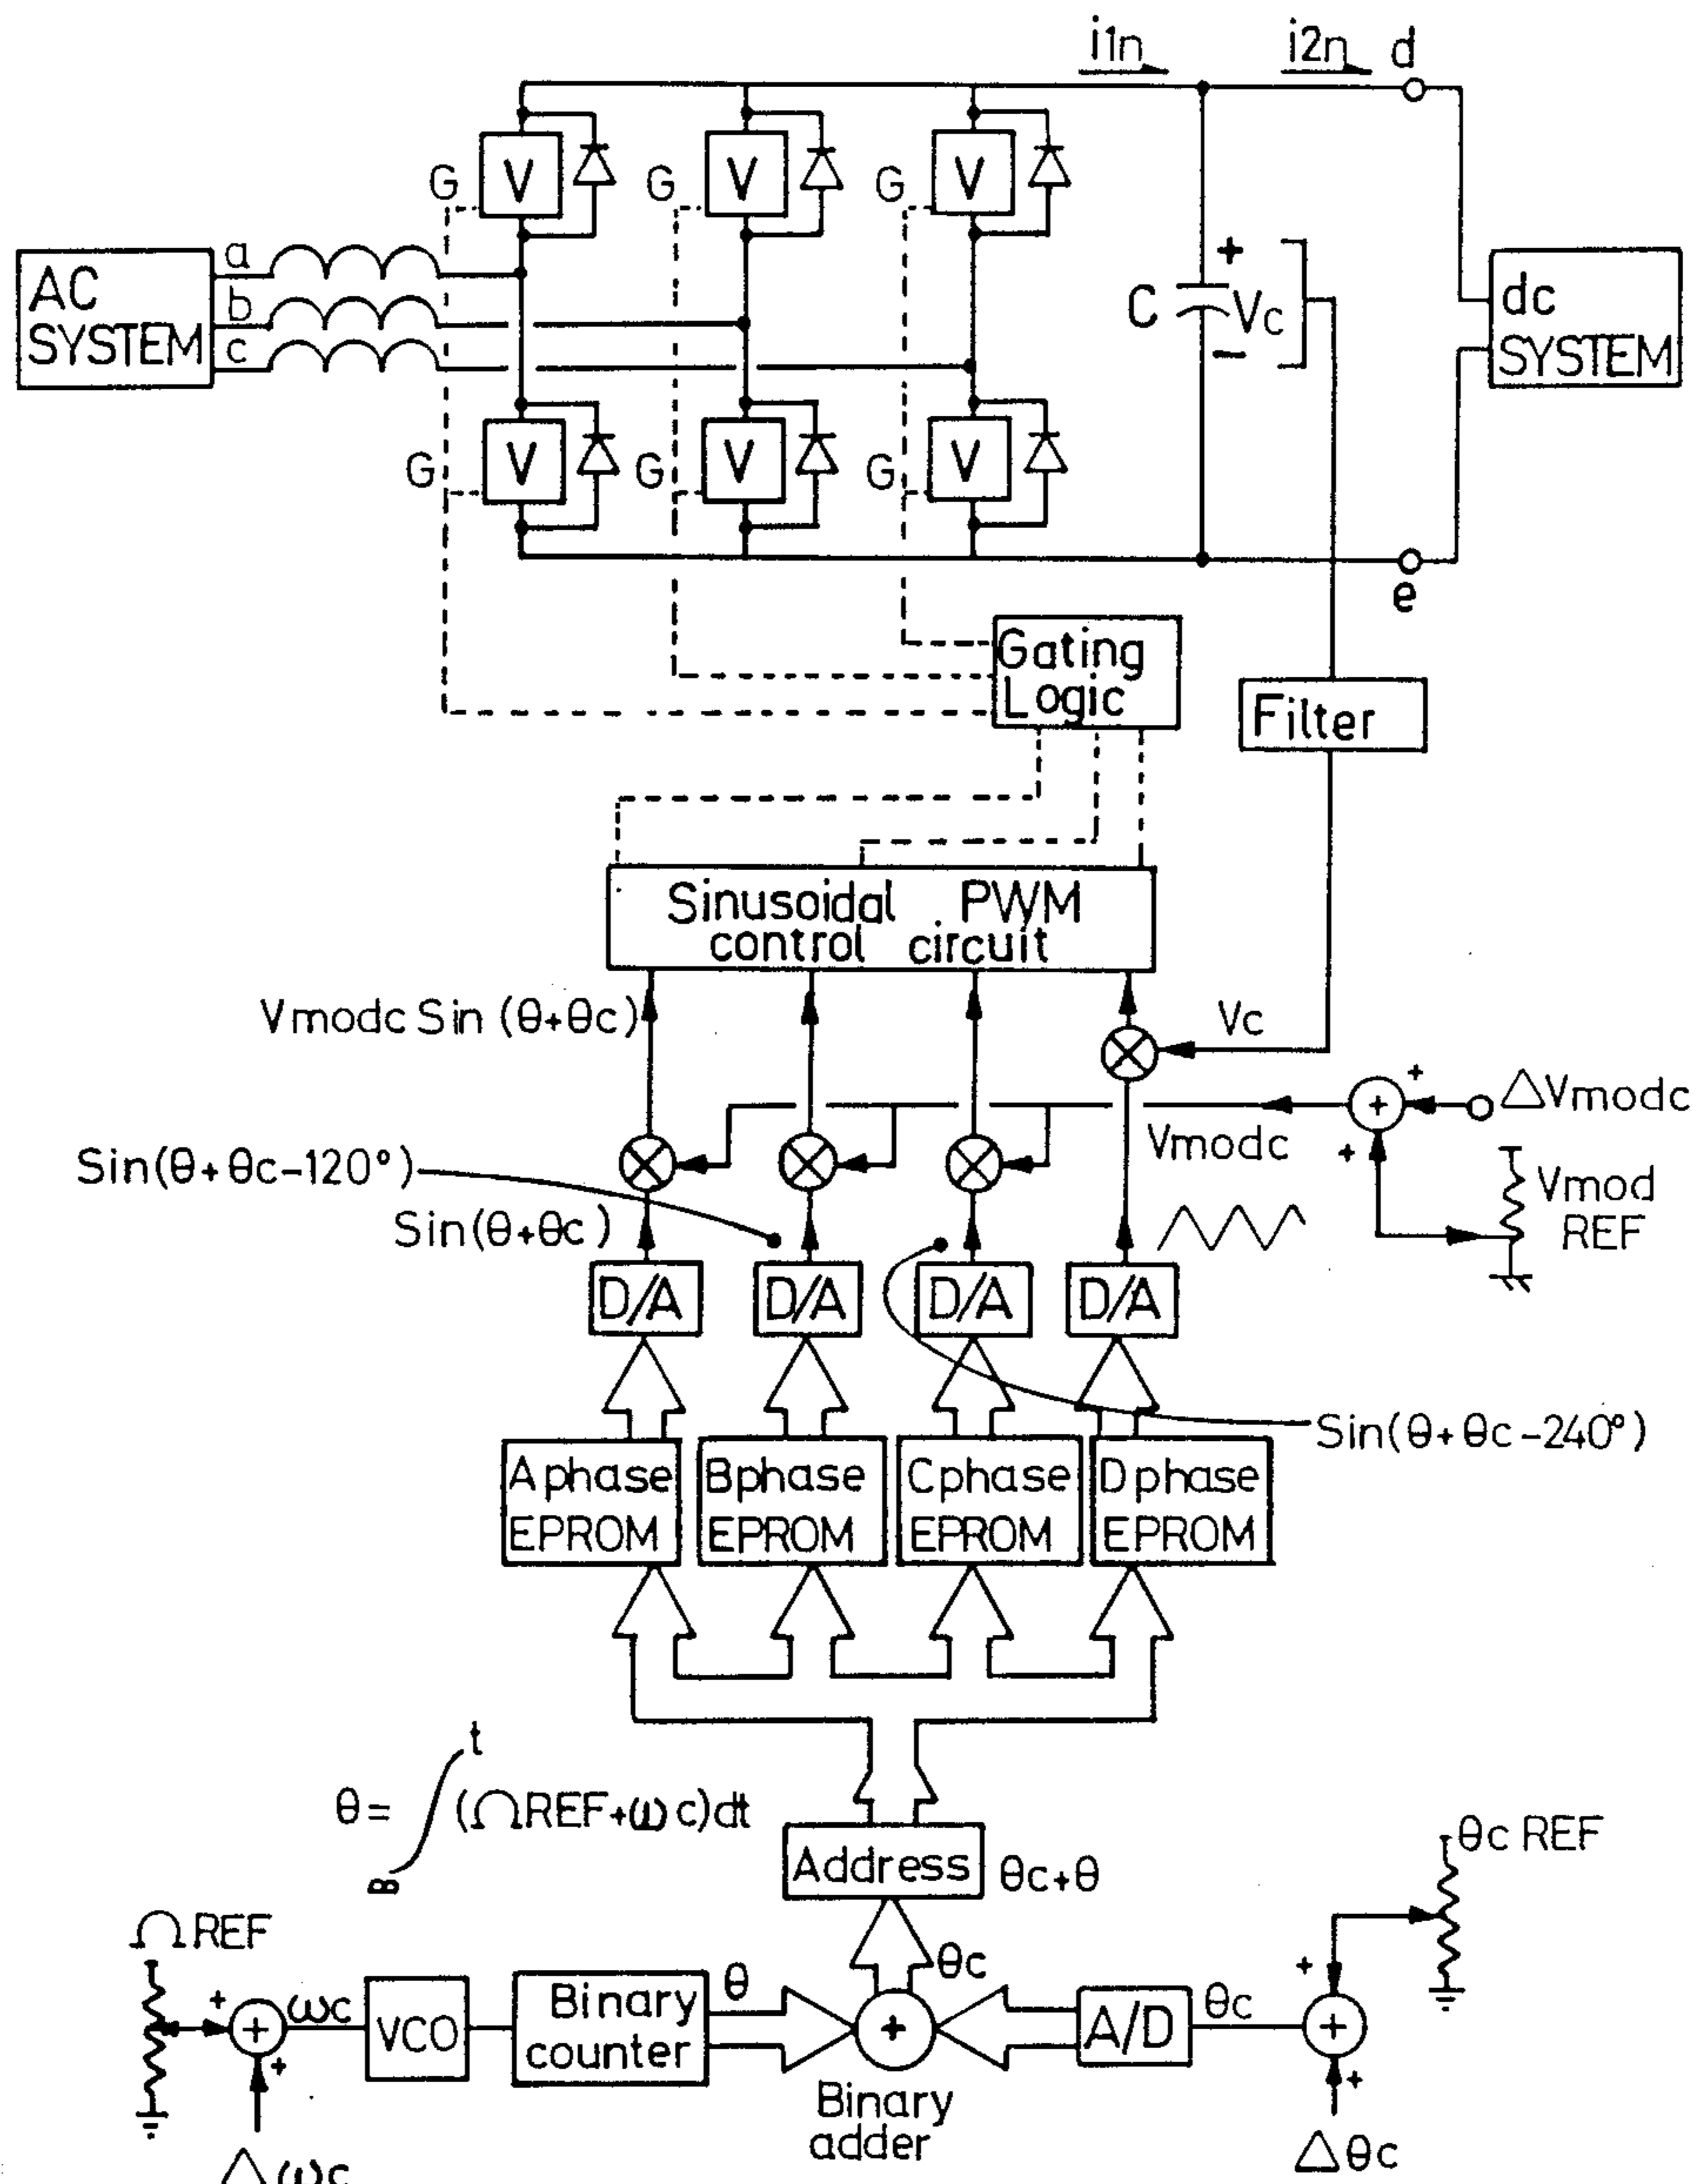 i1n
i2n
d
V
V
V
G
G
G
AC
SYSTEM
a
b
c
+
C
Vc
−
dc
SYSTEM
V
V
V
G
G
G
e
Gating
Logic
Filter
Sinusoidal PWM
control circuit
Vmodc Sin (θ+θc)
Vc
+
ΔVmodc
+
Vmodc
+
Sin(θ+θc−120°)
Vmod
REF
Sin(θ+θc)
D/A
D/A
D/A
D/A
Sin(θ+θc−240°)
A phase
EPROM
B phase
EPROM
C phase
EPROM
D phase
EPROM
t
θ= ∫ (ΩREF+ωc)dt
Address
θc+θ
θc REF
ΩREF
+
+
ωc
+
VCO
Binary
counter
θ
θc
+
Binary
adder
A/D
θc
+
+
+
Δωc
Δθc